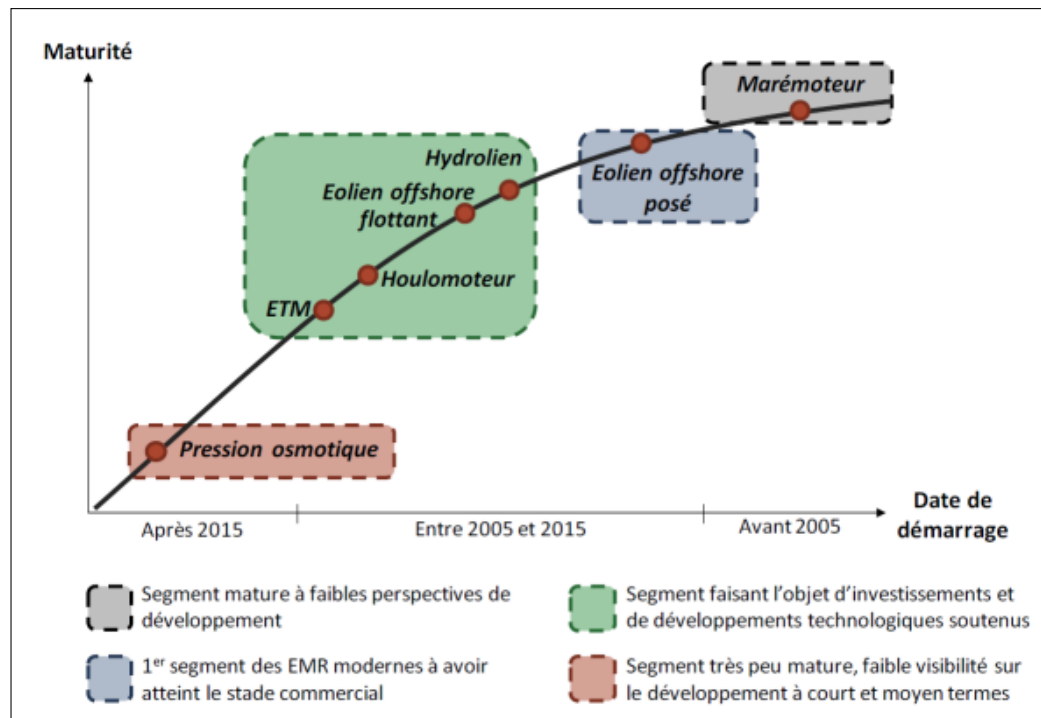 Maturité
Marémoteur
Hydrolien
Eolien offshore
flottant
Eolien offshore
posé
Houlomoteur
ETM
Pression osmotique
Après 2015
Entre 2005 et 2015
Avant 2005
Date de
démarrage
Segment mature à faibles perspectives de
développement
Segment faisant l’objet d’investissements et
de développements technologiques soutenus
1er segment des EMR modernes à avoir
atteint le stade commercial
Segment très peu mature, faible visibilité sur
le développement à court et moyen termes